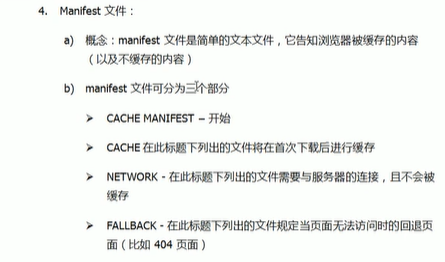 4. Manifest 文件：
a) 概念：manifest 文件是简单的文本文件，它告知浏览器被缓存的内容
（以及不缓存的内容）
b) manifest 文件可分为三个部分
➢ CACHE MANIFEST – 开始
➢ CACHE 在此标题下列出的文件将在首次下载后进行缓存
➢ NETWORK - 在此标题下列出的文件需要与服务器的连接，且不会被
缓存
➢ FALLBACK - 在此标题下列出的文件规定当页面无法访问时的回退页
面（比如 404 页面）